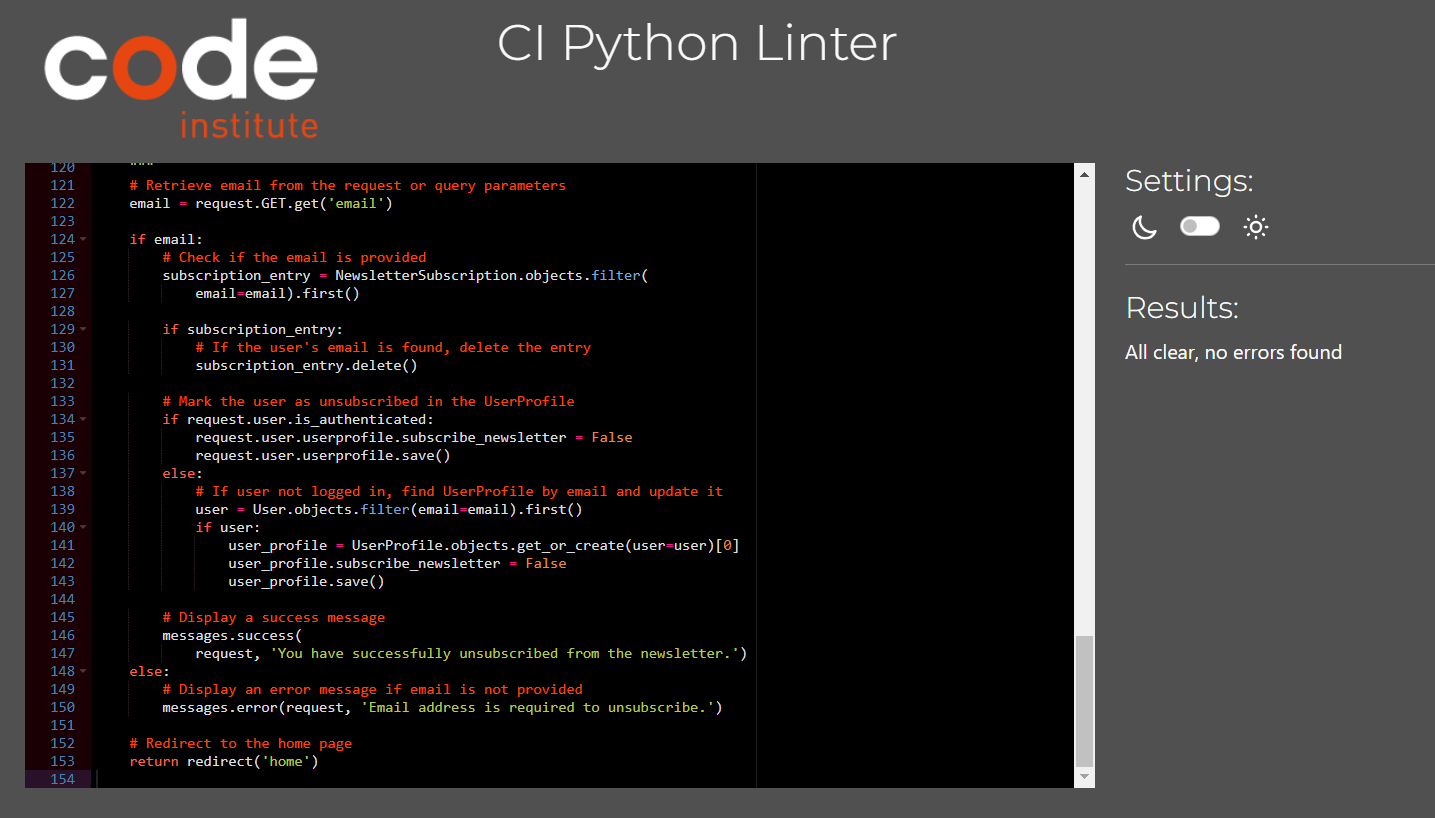 code
institute
CI Python Linter
120 """
121 # Retrieve email from the request or query parameters
122 email = request.GET.get('email')
123
124 if email:
125 # Check if the email is provided
126 subscription_entry = NewsletterSubscription.objects.filter(
127 email=email).first()
128
129 if subscription_entry:
130 # If the user's email is found, delete the entry
131 subscription_entry.delete()
132
133 # Mark the user as unsubscribed in the UserProfile
134 if request.user.is_authenticated:
135 request.user.userprofile.subscribe_newsletter = False
136 request.user.userprofile.save()
137 else:
138 # If user not logged in, find UserProfile by email and update it
139 user = User.objects.filter(email=email).first()
140 if user:
141 user_profile = UserProfile.objects.get_or_create(user=user)[0]
142 user_profile.subscribe_newsletter = False
143 user_profile.save()
144
145 # Display a success message
146 messages.success(
147 request, 'You have successfully unsubscribed from the newsletter.')
148 else:
149 # Display an error message if email is not provided
150 messages.error(request, 'Email address is required to unsubscribe.')
151
152 # Redirect to the home page
153 return redirect('home')
154
Settings:
Results:
All clear, no errors found